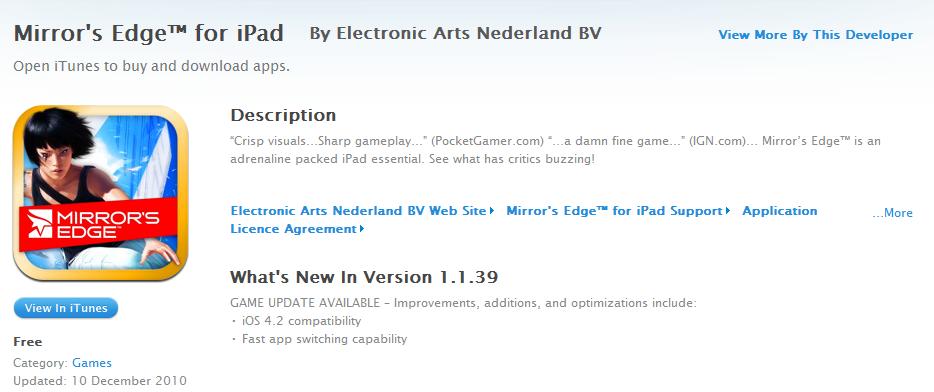 Mirror's Edge™ for iPad By Electronic Arts Nederland BV View More By This Developer
Open iTunes to buy and download apps.
MIRROR'S
EDGE™
View In iTunes
Free
Category: Games
Updated: 10 December 2010
Description
“Crisp visuals...Sharp gameplay...” (PocketGamer.com) “...a damn fine game...” (IGN.com)... Mirror’s Edge™ is an
adrenaline packed iPad essential. See what has critics buzzing!
Electronic Arts Nederland BV Web Site Mirror's Edge™ for iPad Support Application ...More
Licence Agreement
What's New In Version 1.1.39
GAME UPDATE AVAILABLE – Improvements, additions, and optimizations include:
• iOS 4.2 compatibility
• Fast app switching capability